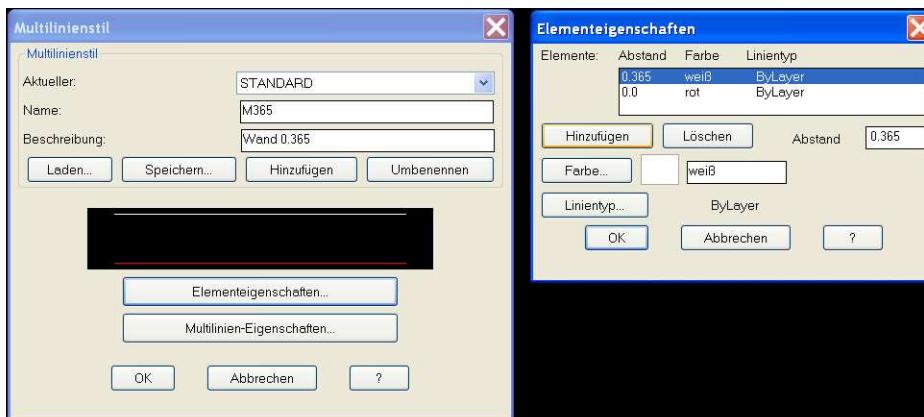 Multilinienstil
Multilinienstil
Aktueller: STANDARD
Name: M365
Beschreibung: Wand 0.365
Laden... Speichern... Hinzufügen Umbenennen
Elementeigenschaften...
Multilinien-Eigenschaften...
OK Abbrechen ?
Elementeigenschaften
Elemente: Abstand Farbe Linientyp
0.365 weiß ByLayer
0.0 rot ByLayer
Hinzufügen Löschen Abstand 0.365
Farbe... weiß
Linientyp... ByLayer
OK Abbrechen ?